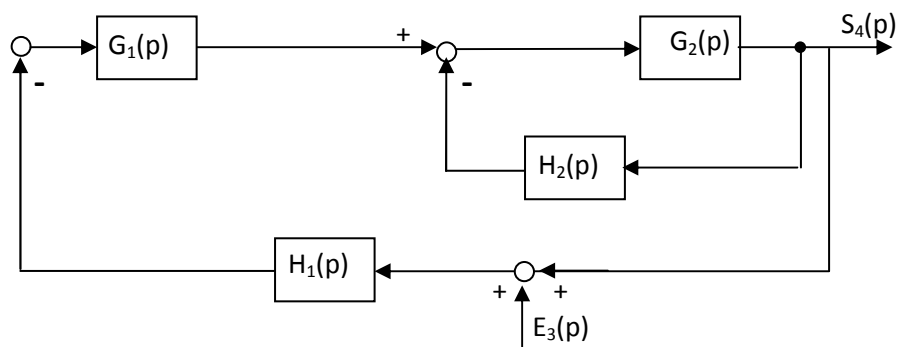 S₄(p)
G₁(p)
+
G₂(p)
-
-
H₂(p)
H₁(p)
+
+
E₃(p)